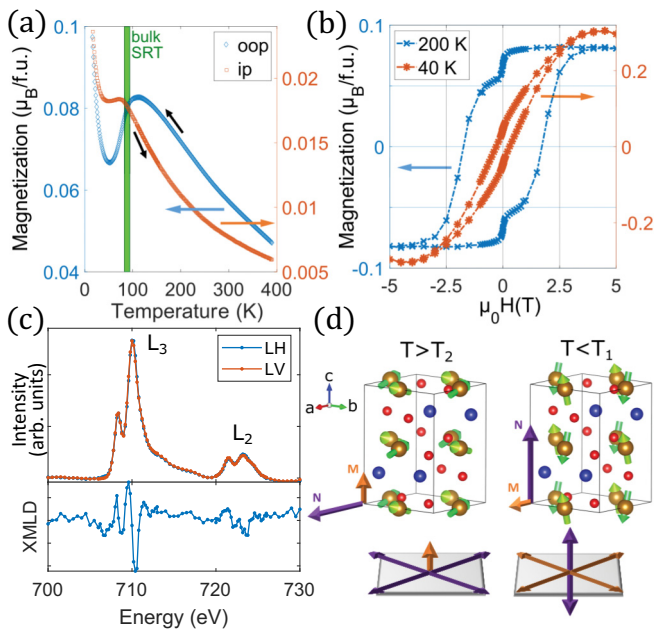 (a)
bulk
SRT
oop
ip
Magnetization (μB/f.u.)
0.1
0.08
0.06
0.04
0.02
0.015
0.01
0.005
0 100 200 300 400
Temperature (K)
(b)
200 K
40 K
Magnetization (μB/f.u.)
0.1
0
-0.1
0.2
0
-0.2
-5 -2.5 0 2.5 5
μ0H(T)
(c)
L3
LH
LV
L2
Intensity
(arb. units)
XMLD
700 710 720 730
Energy (eV)
(d)
T>T2
T<T1
c
a
b
N
M
N
M